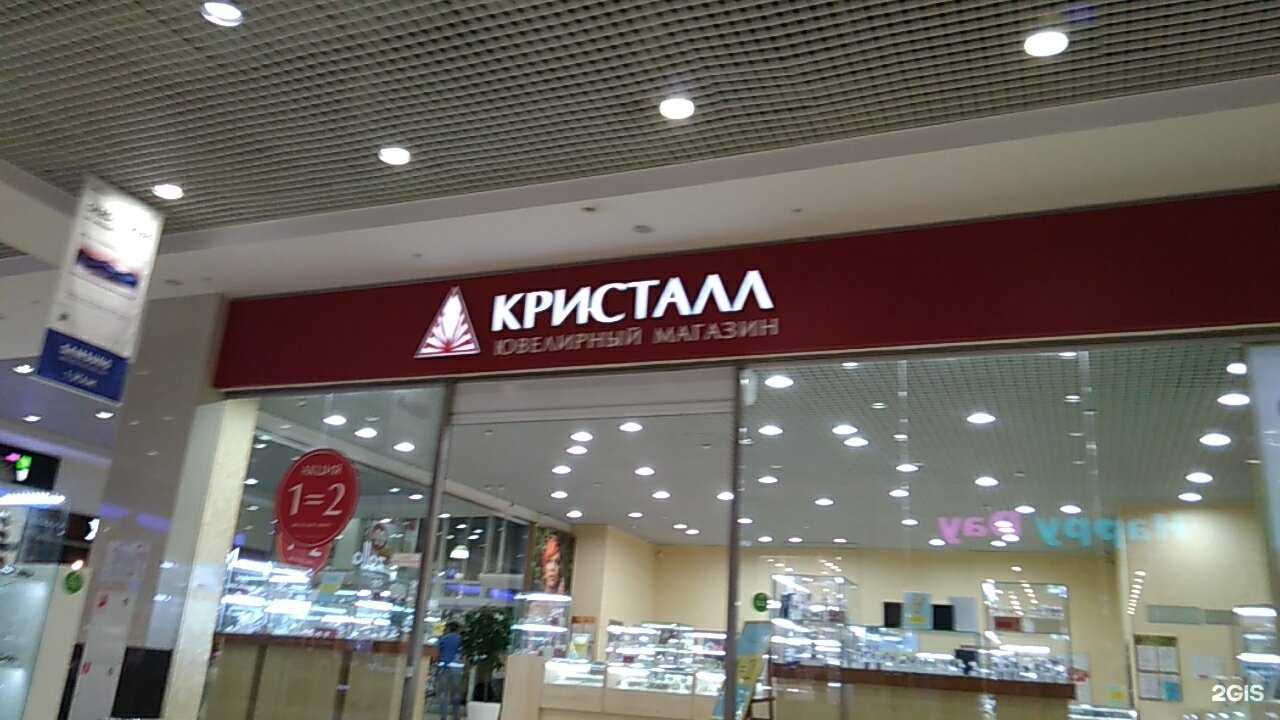 КРИСТАЛЛ
ЮВЕЛИРНЫЙ МАГАЗИН
АКЦИЯ
1=2
Happy Day
2GIS